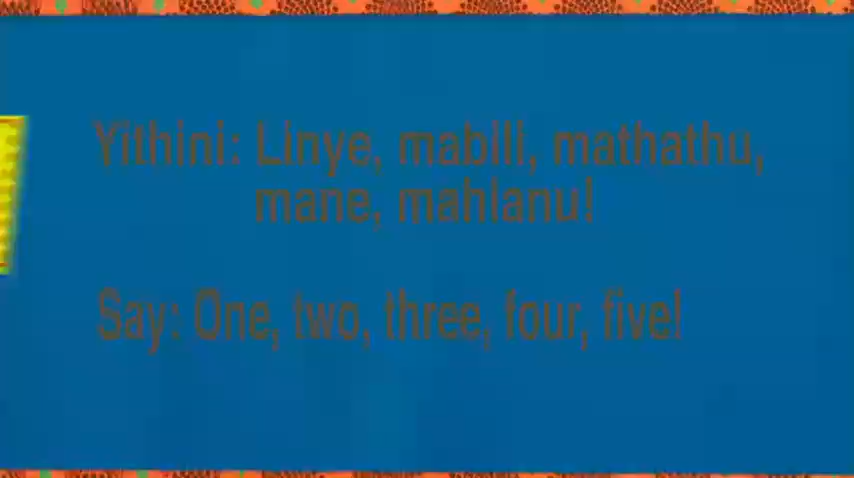 Yithini: Linye, mabili, mathathu,
mane, mahlanu!
Say: One, two, three, four, five!